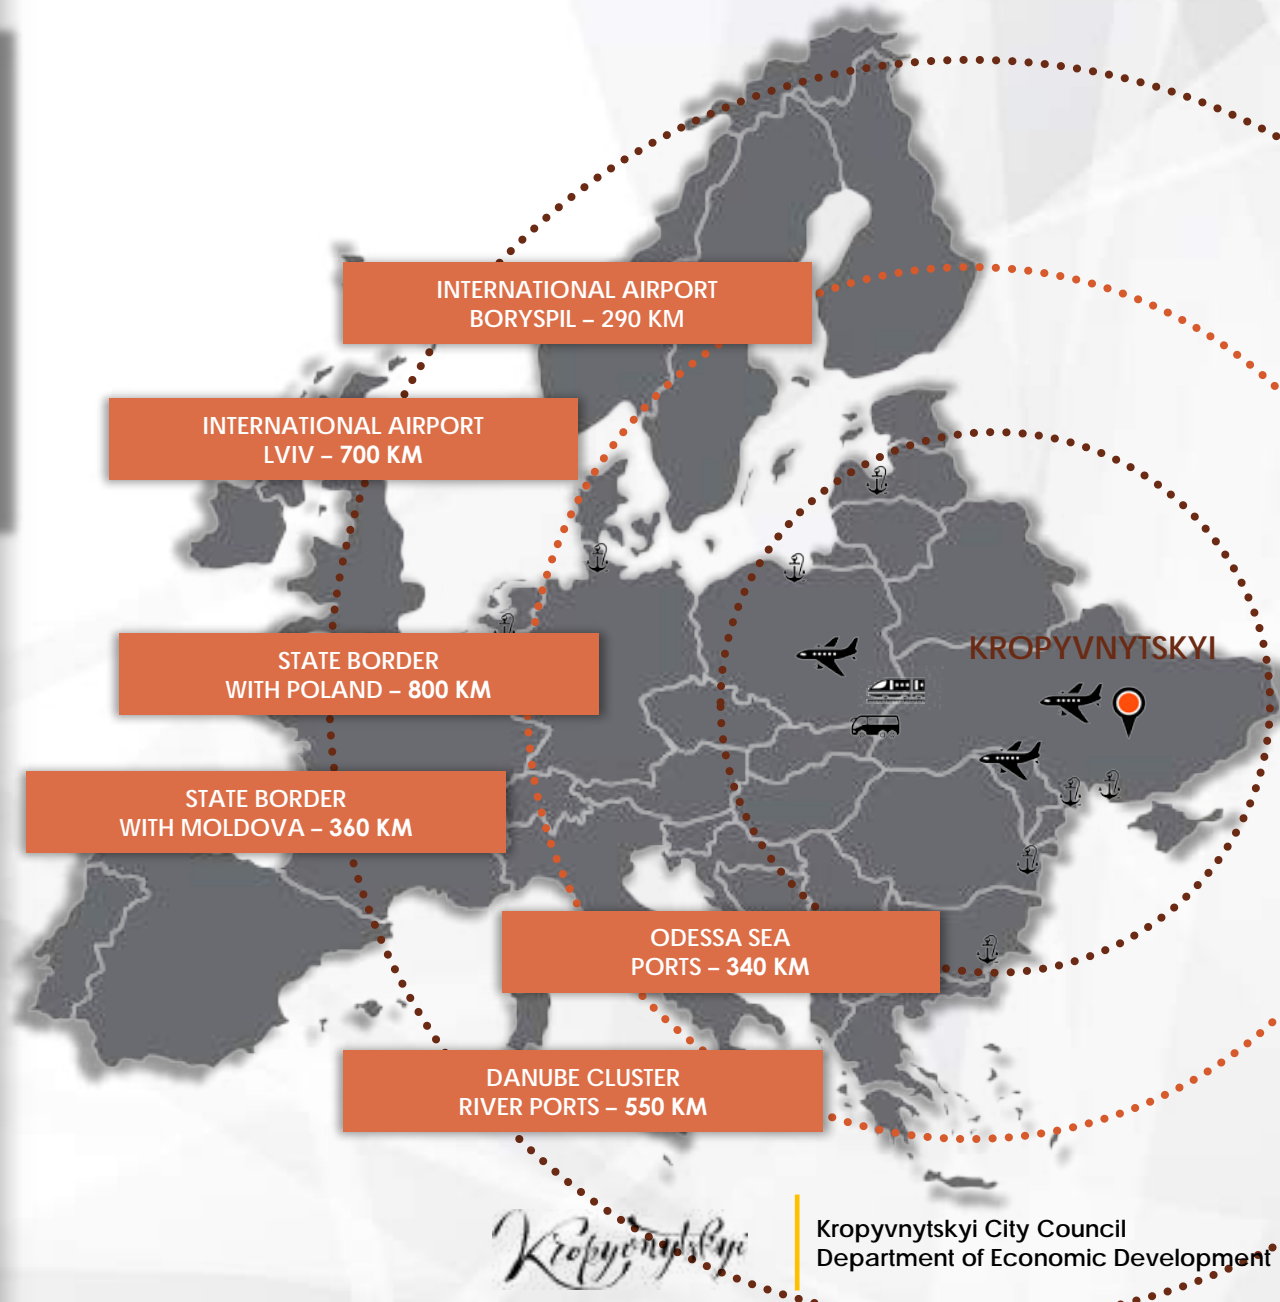 INTERNATIONAL AIRPORT
BORYSPIL – 290 KM
INTERNATIONAL AIRPORT
LVIV – 700 KM
STATE BORDER
WITH POLAND – 800 KM
KROPYVNYTSKYI
STATE BORDER
WITH MOLDOVA – 360 KM
ODESSA SEA
PORTS – 340 KM
DANUBE CLUSTER
RIVER PORTS – 550 KM
Kropyvnytskyi
Kropyvnytskyi City Council
Department of Economic Development